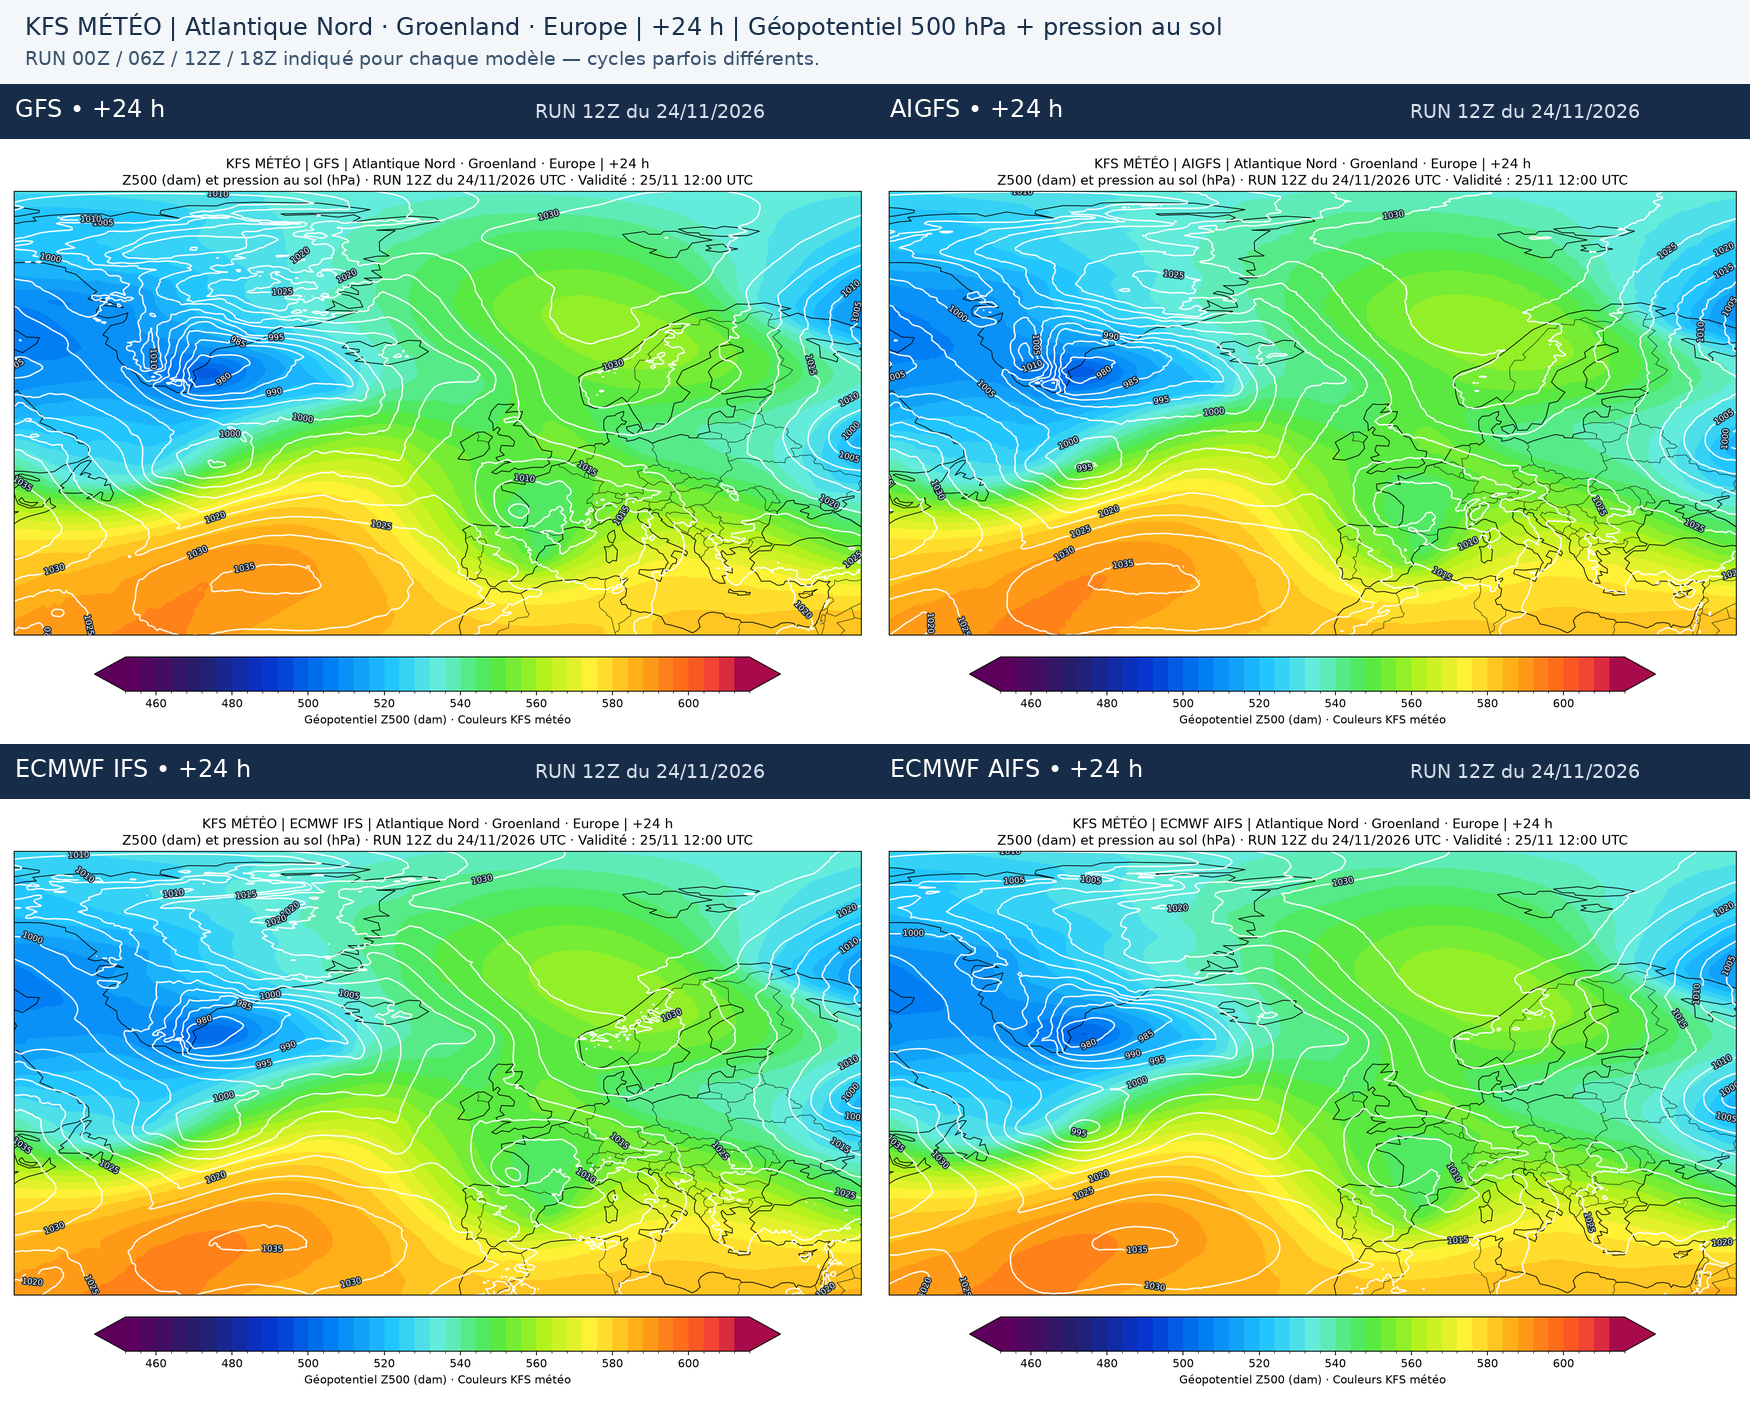 KFS MÉTÉO | Atlantique Nord · Groenland · Europe | +24 h | Géopotentiel 500 hPa + pression au sol
RUN 00Z / 06Z / 12Z / 18Z indiqué pour chaque modèle — cycles parfois différents.
GFS • +24 h
RUN 12Z du 24/11/2026
AIGFS • +24 h
RUN 12Z du 24/11/2026
KFS MÉTÉO | GFS | Atlantique Nord · Groenland · Europe | +24 h
Z500 (dam) et pression au sol (hPa) · RUN 12Z du 24/11/2026 UTC · Validité : 25/11 12:00 UTC
KFS MÉTÉO | AIGFS | Atlantique Nord · Groenland · Europe | +24 h
Z500 (dam) et pression au sol (hPa) · RUN 12Z du 24/11/2026 UTC · Validité : 25/11 12:00 UTC
460 480 500 520 540 560 580 600
Géopotentiel Z500 (dam) · Couleurs KFS météo
460 480 500 520 540 560 580 600
Géopotentiel Z500 (dam) · Couleurs KFS météo
ECMWF IFS • +24 h
RUN 12Z du 24/11/2026
ECMWF AIFS • +24 h
RUN 12Z du 24/11/2026
KFS MÉTÉO | ECMWF IFS | Atlantique Nord · Groenland · Europe | +24 h
Z500 (dam) et pression au sol (hPa) · RUN 12Z du 24/11/2026 UTC · Validité : 25/11 12:00 UTC
KFS MÉTÉO | ECMWF AIFS | Atlantique Nord · Groenland · Europe | +24 h
Z500 (dam) et pression au sol (hPa) · RUN 12Z du 24/11/2026 UTC · Validité : 25/11 12:00 UTC
460 480 500 520 540 560 580 600
Géopotentiel Z500 (dam) · Couleurs KFS météo
460 480 500 520 540 560 580 600
Géopotentiel Z500 (dam) · Couleurs KFS météo